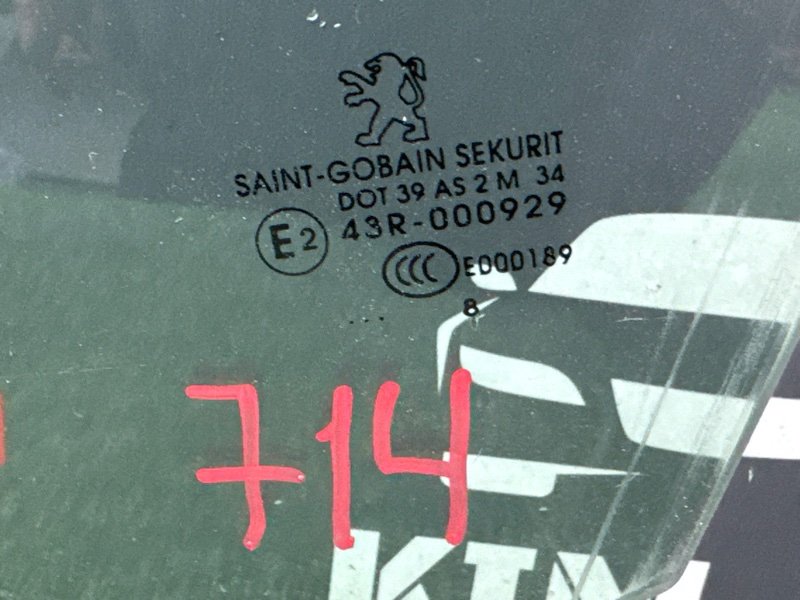 SAINT-GOBAIN SEKURIT
DOT 39 AS 2 M 34
E2 43R-000929
CCC E000189
8
... 
714